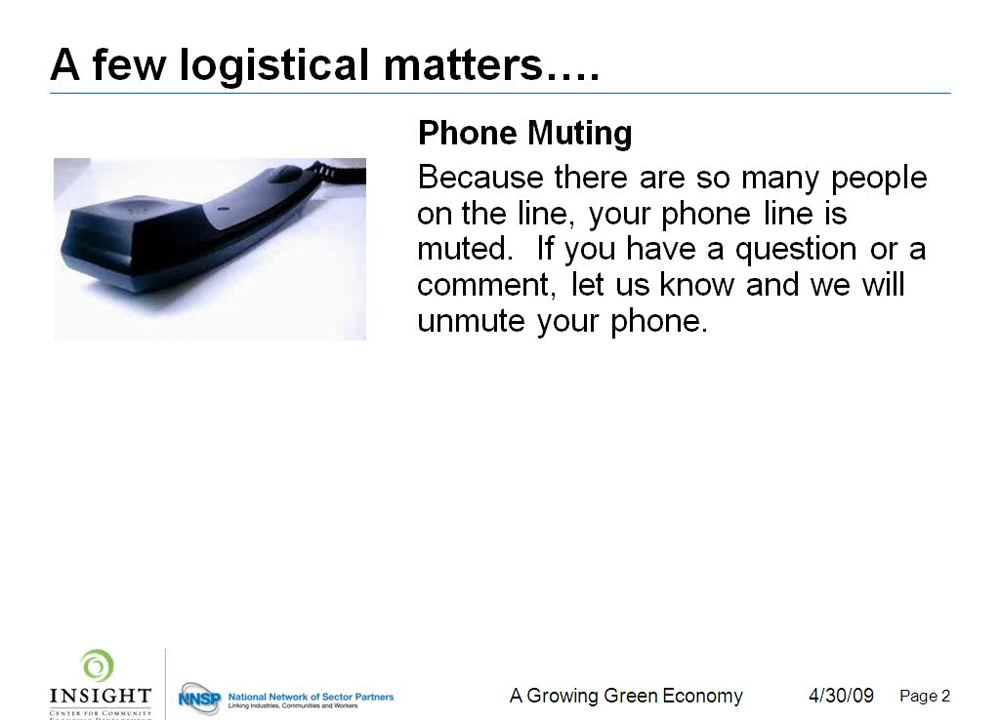 A few logistical matters....
Phone Muting
Because there are so many people
on the line, your phone line is
muted.  If you have a question or a
comment, let us know and we will
unmute your phone.
INSIGHT
CENTER FOR COMMUNITY
ECONOMIC DEVELOPMENT
NNSP
National Network of Sector Partners
Linking Industries, Communities and Workers
A Growing Green Economy
4/30/09
Page 2